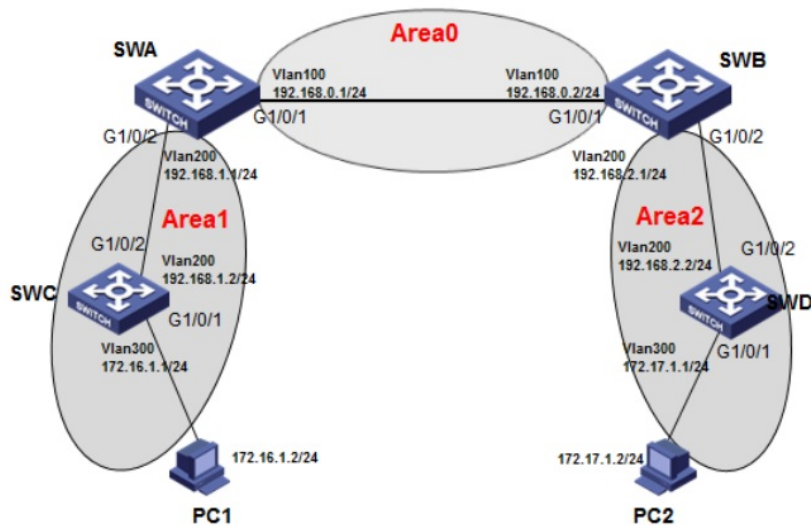 Area0
SWA
SWB
Vlan100
192.168.0.1/24
Vlan100
192.168.0.2/24
SWITCH
SWITCH
G1/0/1
G1/0/1
G1/0/2
G1/0/2
Vlan200
192.168.1.1/24
Vlan200
192.168.2.1/24
Area1
Area2
G1/0/2
G1/0/2
Vlan200
192.168.1.2/24
Vlan200
192.168.2.2/24
SWC
SWD
SWITCH
SWITCH
G1/0/1
G1/0/1
Vlan300
172.16.1.1/24
Vlan300
172.17.1.1/24
172.16.1.2/24
172.17.1.2/24
PC1
PC2